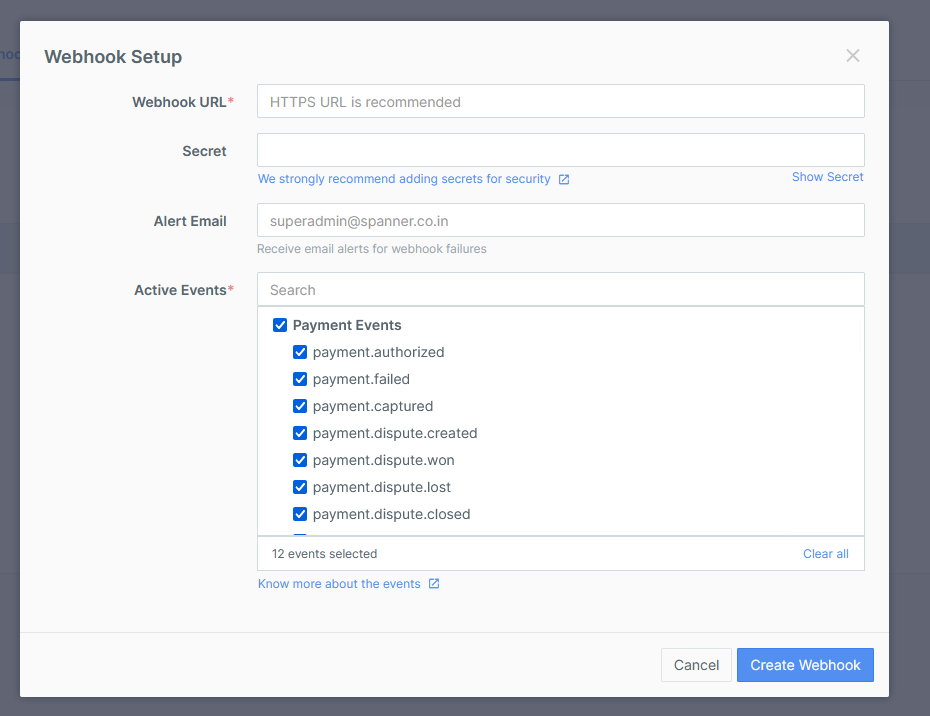 Webhook Setup
Webhook URL*
HTTPS URL is recommended
Secret
We strongly recommend adding secrets for security
Show Secret
Alert Email
superadmin@spanner.co.in
Receive email alerts for webhook failures
Active Events*
Search
Payment Events
payment.authorized
payment.failed
payment.captured
payment.dispute.created
payment.dispute.won
payment.dispute.lost
payment.dispute.closed
12 events selected
Clear all
Know more about the events
Cancel
Create Webhook